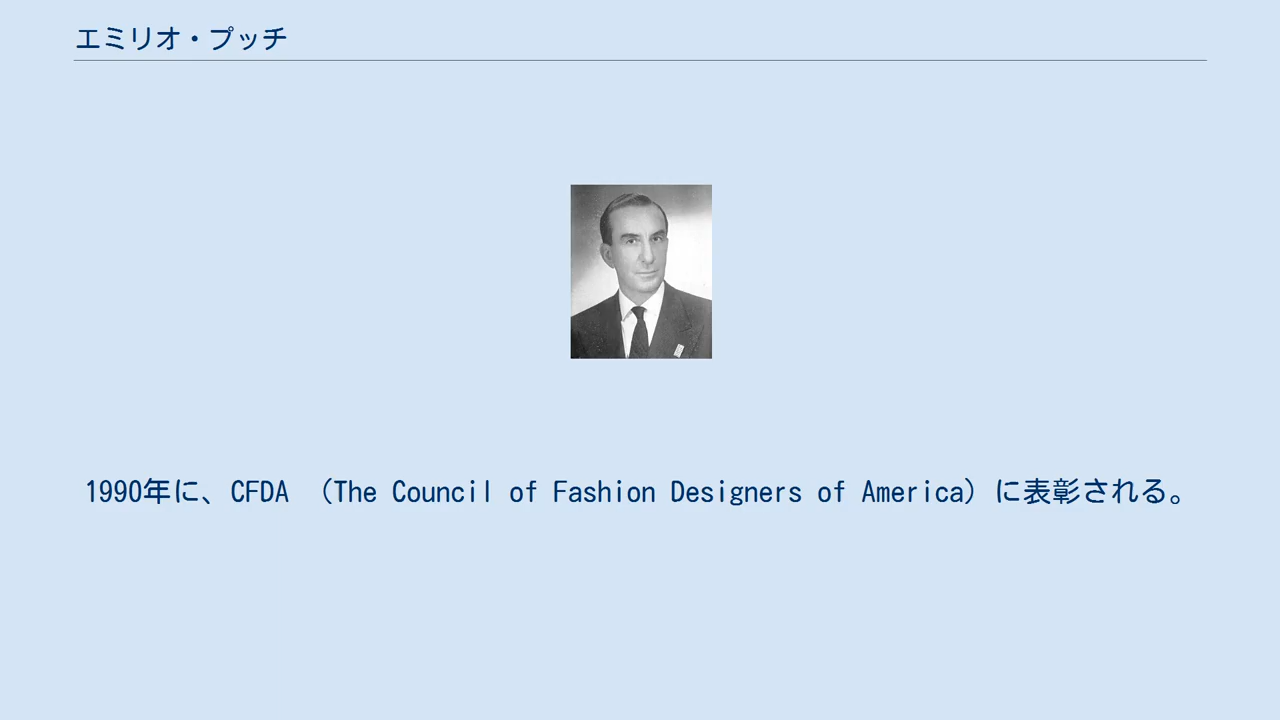 エミリオ・プッチ
1990年に、CFDA （The Council of Fashion Designers of America）に表彰される。